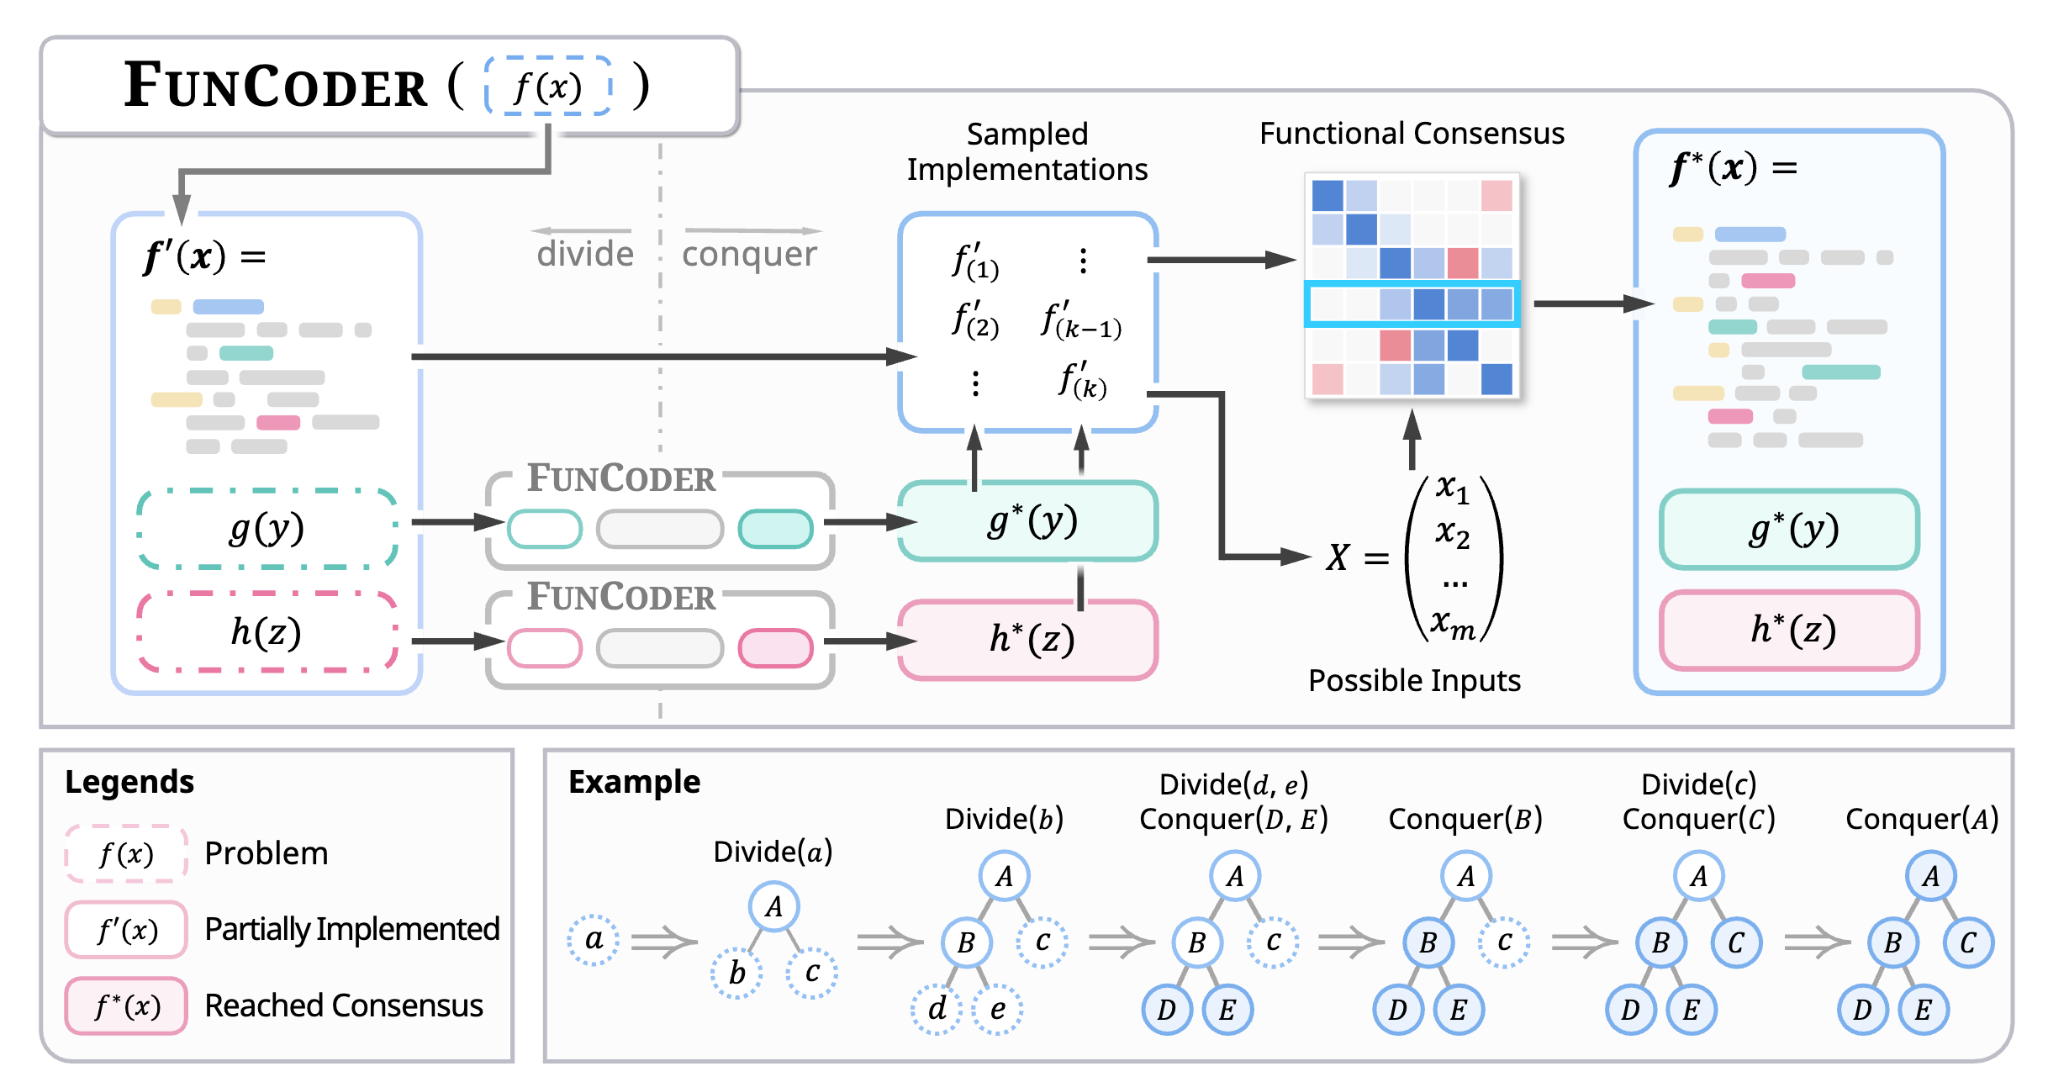 FUNCODER ( f(x) )
divide
conquer
f′(x) =
g(y)
h(z)
FUNCODER
FUNCODER
Sampled
Implementations
f′(1) ⋮
f′(2) f′(k−1)
⋮ f′(k)
g*(y)
h*(z)
Functional Consensus
X = ( x1
x2
...
xm )
Possible Inputs
f*(x) =
g*(y)
h*(z)
Legends
f(x) Problem
f′(x) Partially Implemented
f*(x) Reached Consensus
Example
a
Divide(a)
A
b c
Divide(b)
A
B c
d e
Divide(d, e)
Conquer(D, E)
A
B c
D E
Conquer(B)
A
B c
D E
Divide(c)
Conquer(C)
A
B C
D E
Conquer(A)
A
B C
D E